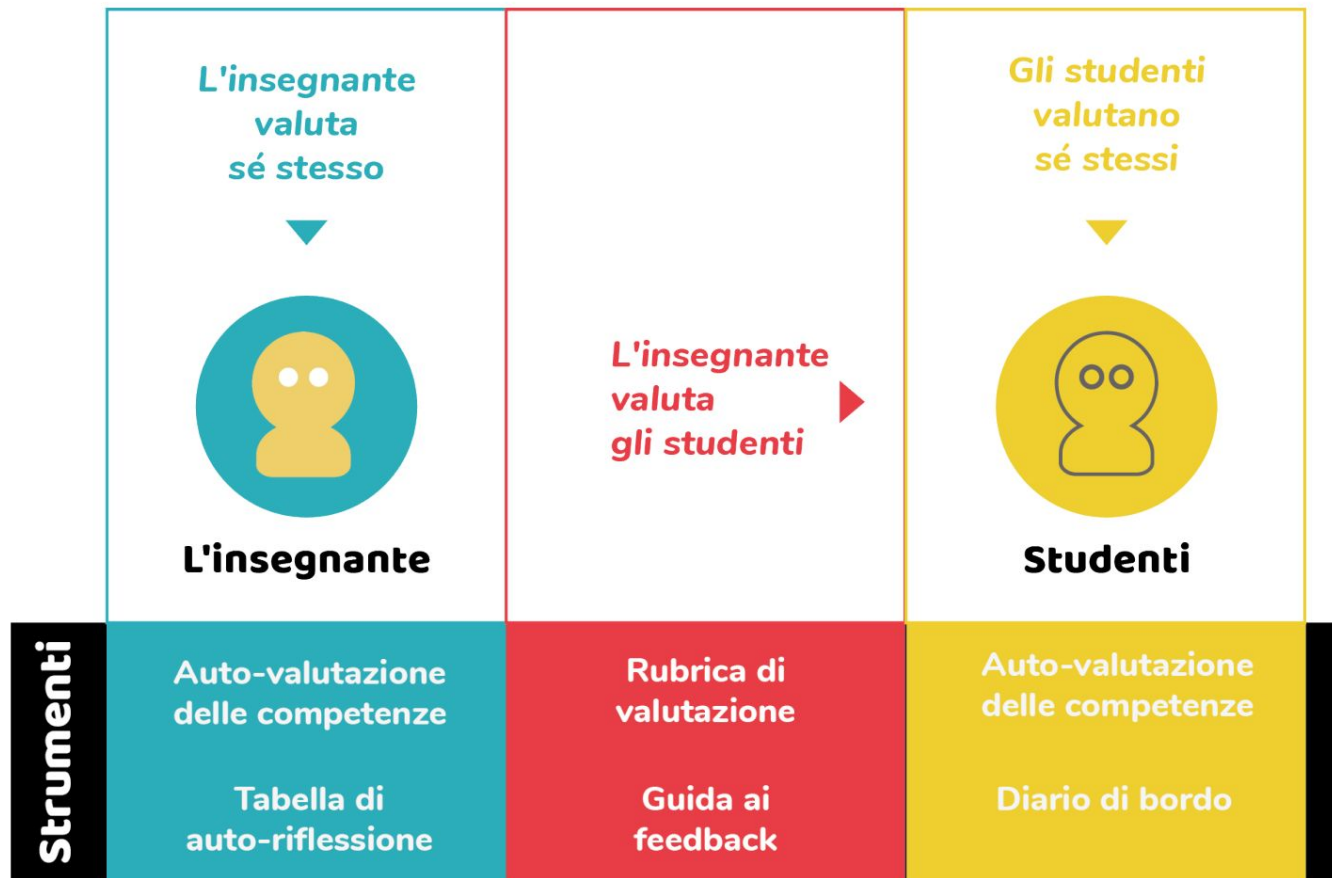 L'insegnante
valuta
sé stesso
L'insegnante
L'insegnante
valuta
gli studenti
Gli studenti
valutano
sé stessi
Studenti
Strumenti
Auto-valutazione
delle competenze
Tabella di
auto-riflessione
Rubrica di
valutazione
Guida ai
feedback
Auto-valutazione
delle competenze
Diario di bordo